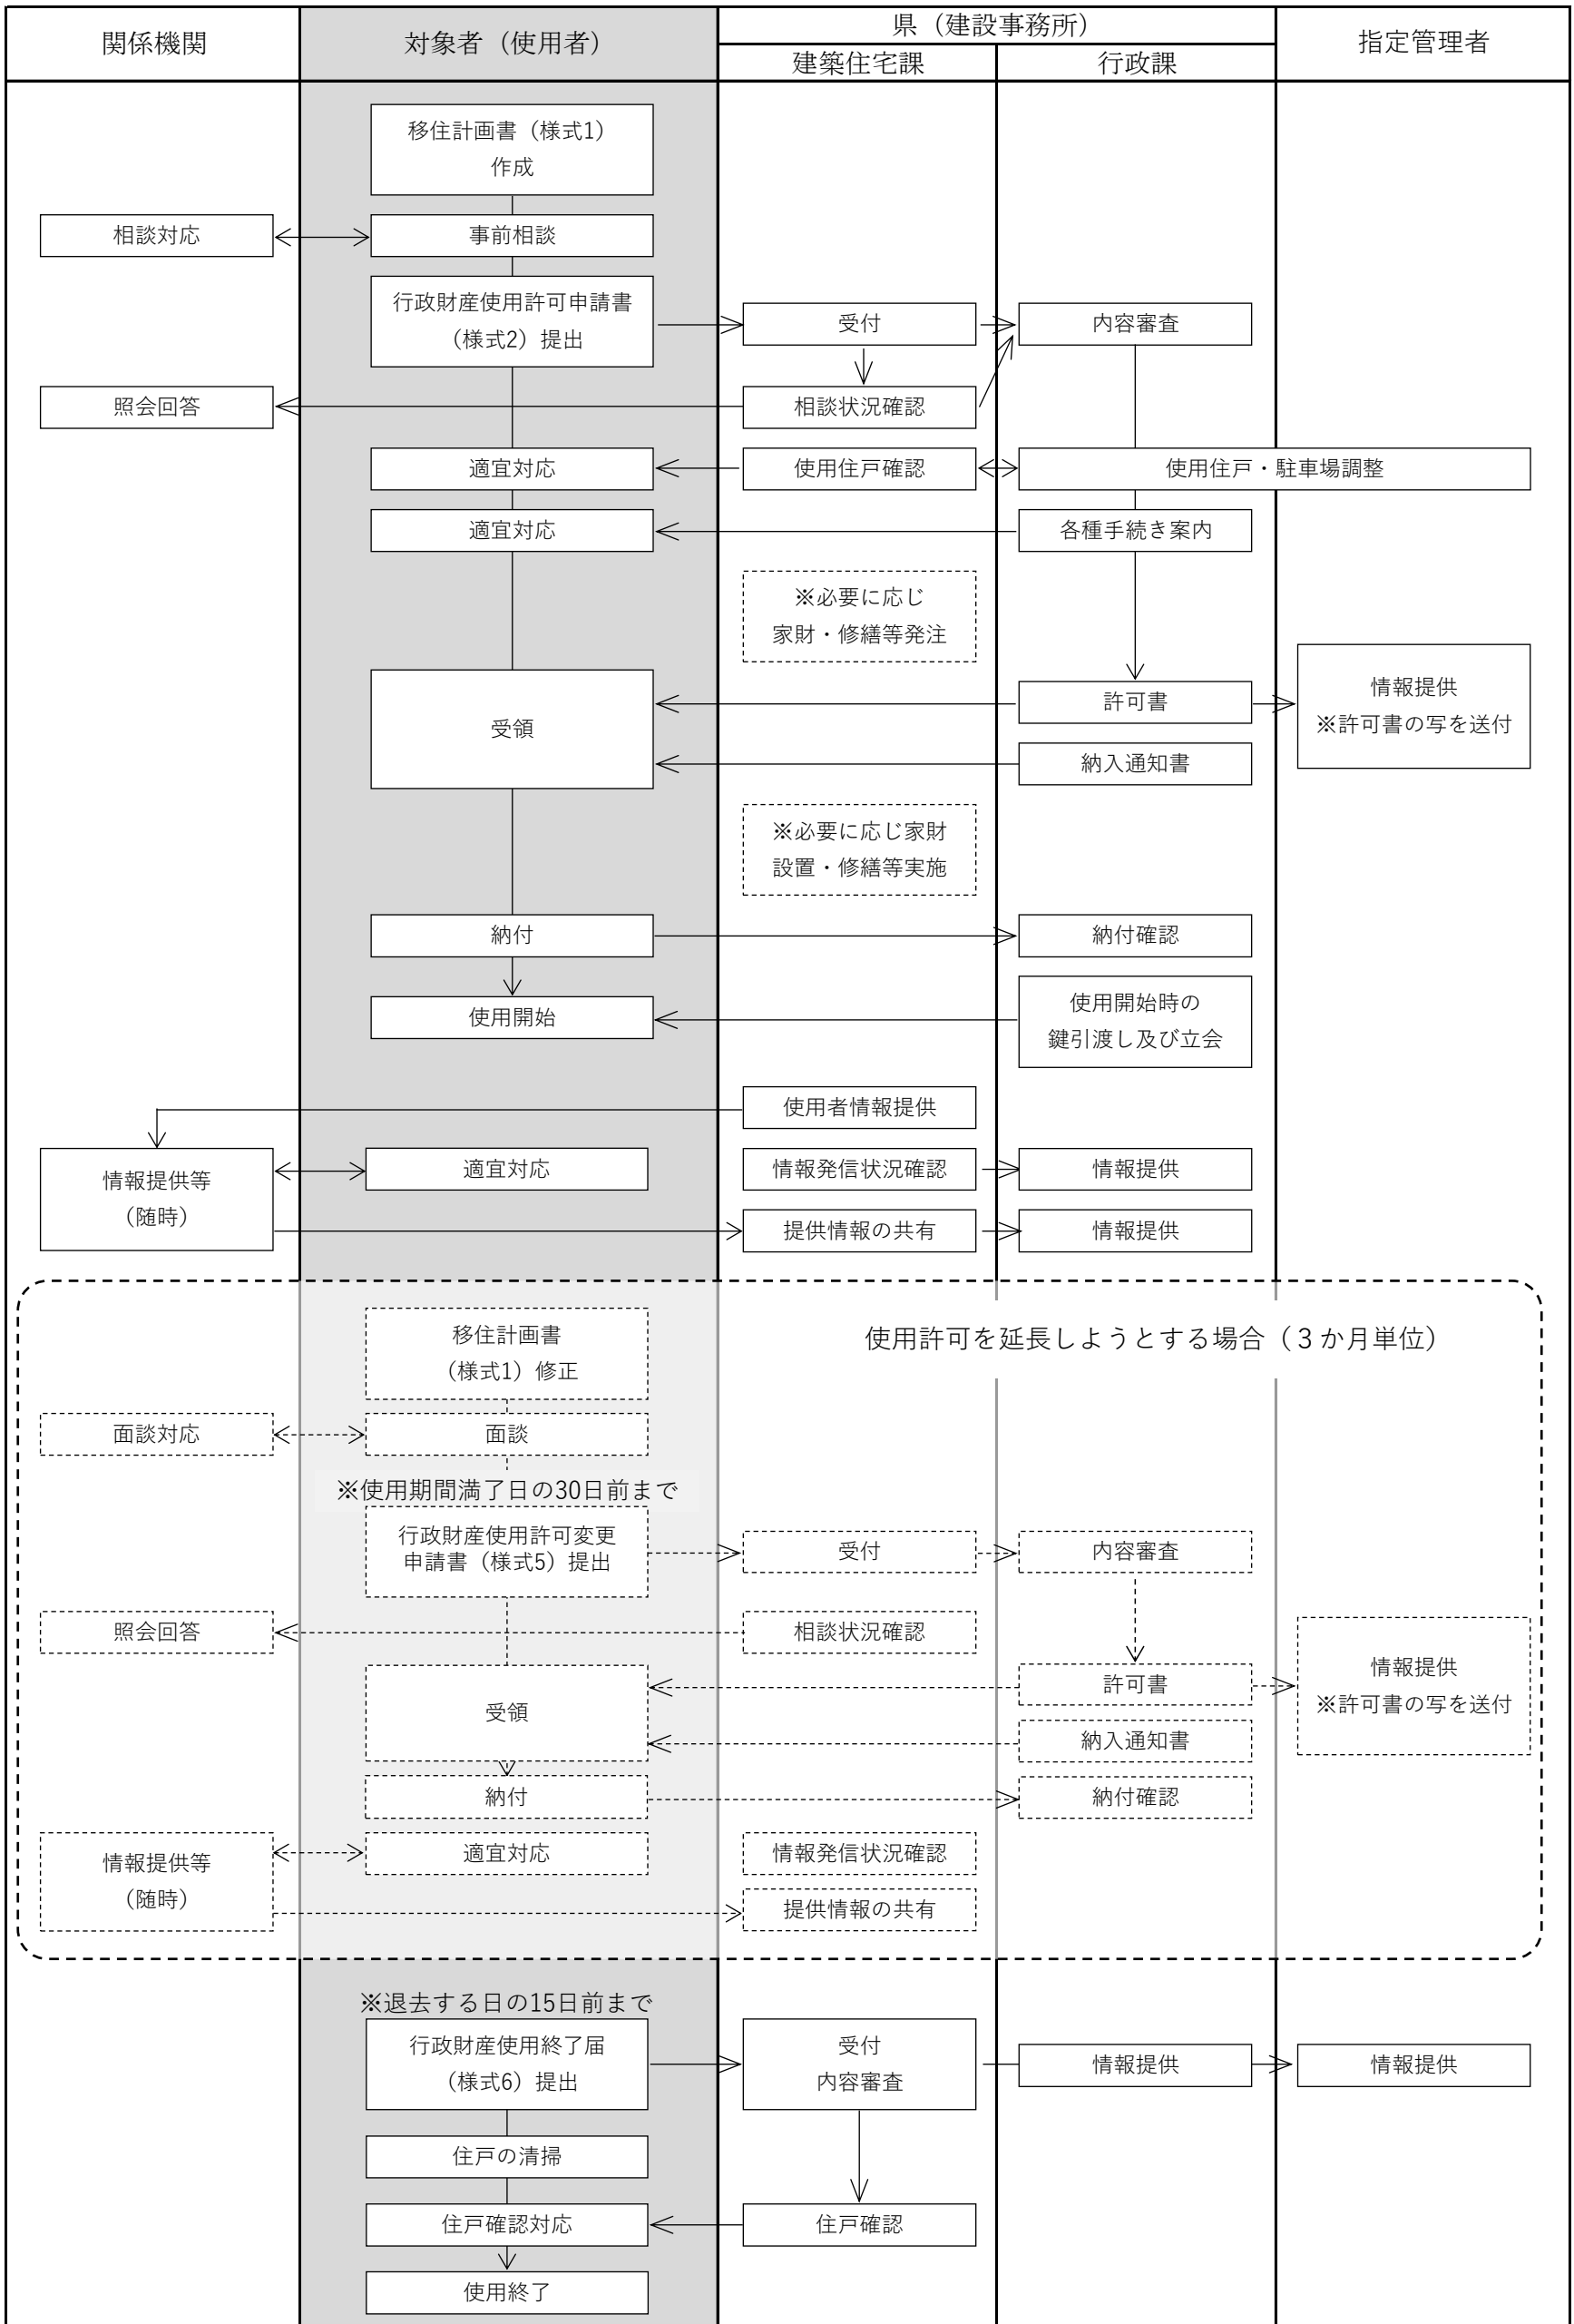 関係機関
対象者（使用者）
県（建設事務所）
建築住宅課
行政課
指定管理者
移住計画書（様式1）
作成
相談対応
事前相談
行政財産使用許可申請書
（様式2）提出
受付
内容審査
照会回答
相談状況確認
適宜対応
使用住戸確認
使用住戸・駐車場調整
適宜対応
各種手続き案内
※必要に応じ
家財・修繕等発注
受領
許可書
情報提供
※許可書の写を送付
納入通知書
※必要に応じ家財
設置・修繕等実施
納付
納付確認
使用開始
使用開始時の
鍵引渡し及び立会
使用者情報提供
情報提供等
（随時）
適宜対応
情報発信状況確認
情報提供
提供情報の共有
情報提供
使用許可を延長しようとする場合（３か月単位）
移住計画書
（様式1）修正
面談対応
面談
※使用期間満了日の30日前まで
行政財産使用許可変更
申請書（様式5）提出
受付
内容審査
照会回答
相談状況確認
受領
許可書
情報提供
※許可書の写を送付
納入通知書
納付
納付確認
情報提供等
（随時）
適宜対応
情報発信状況確認
提供情報の共有
※退去する日の15日前まで
行政財産使用終了届
（様式6）提出
受付
内容審査
情報提供
情報提供
住戸の清掃
住戸確認対応
住戸確認
使用終了